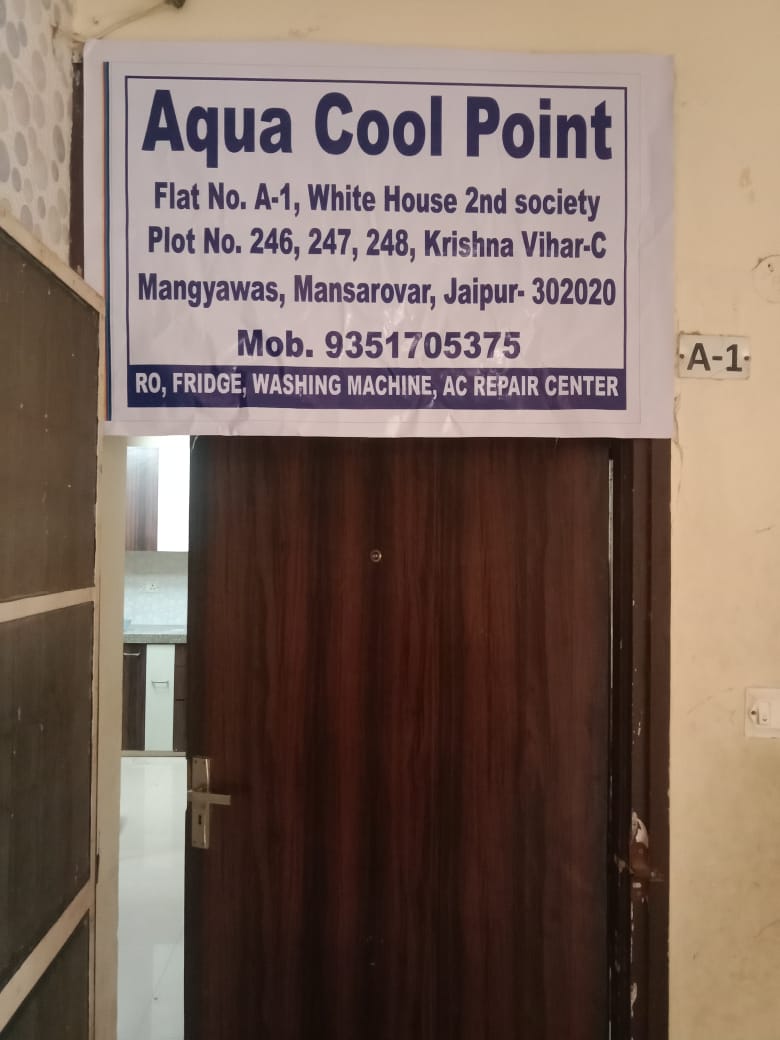 Aqua Cool Point
Flat No. A-1, White House 2nd society
Plot No. 246, 247, 248, Krishna Vihar-C
Mangyawas, Mansarovar, Jaipur- 302020
Mob. 9351705375
RO, FRIDGE, WASHING MACHINE, AC REPAIR CENTER
A-1